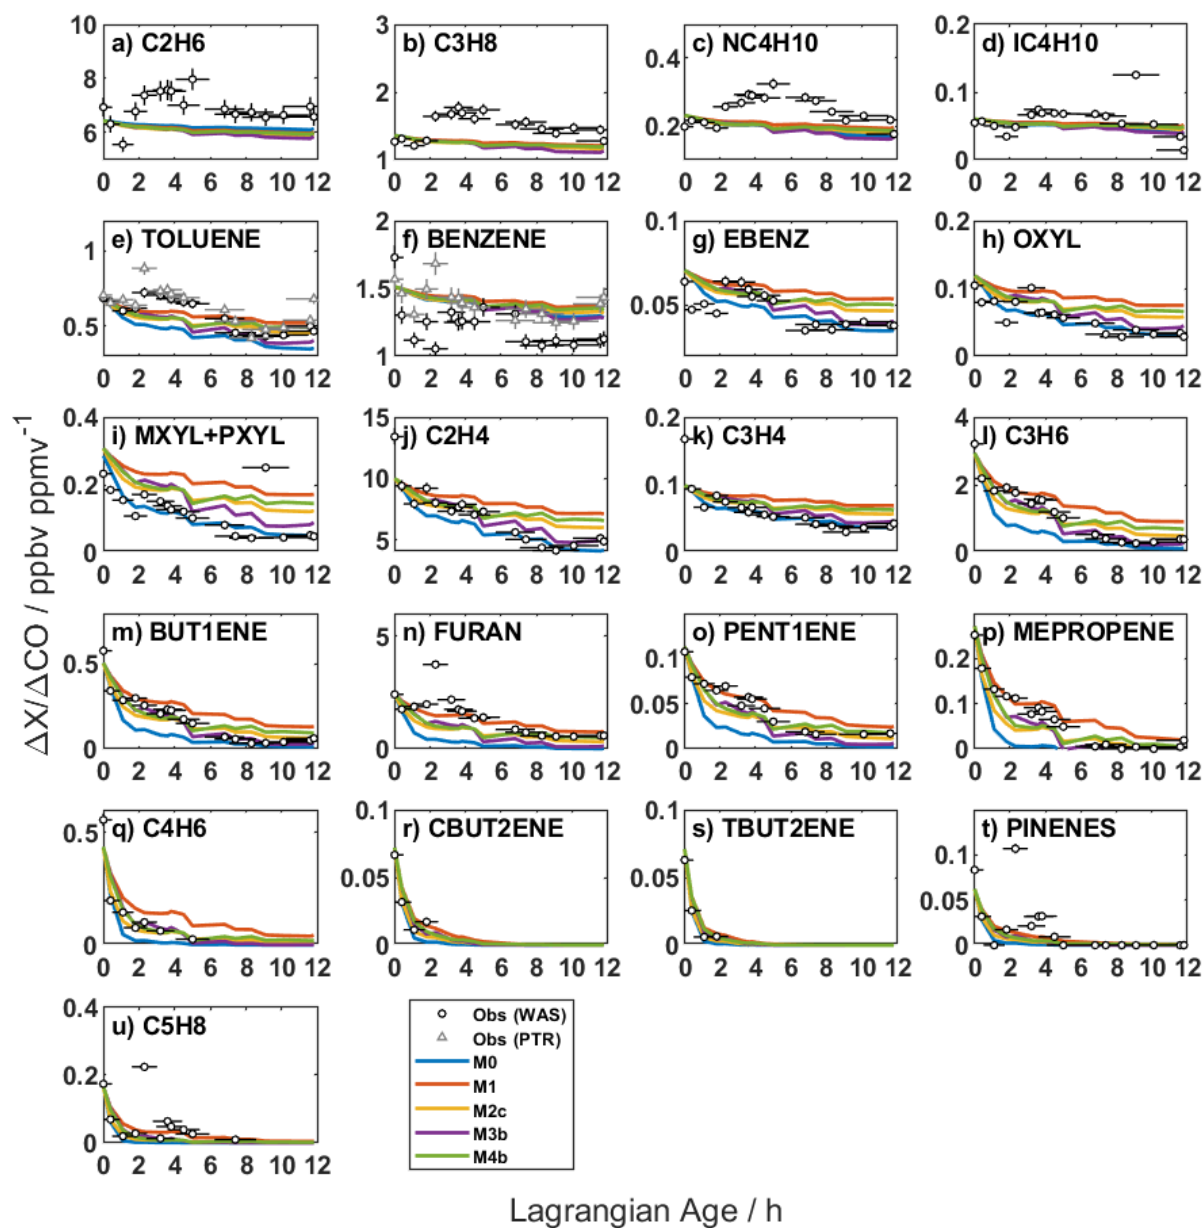 a) C2H6
b) C3H8
c) NC4H10
d) IC4H10
10
8
6
0 2 4 6 8 10 12
3
2
1
0 2 4 6 8 10 12
0.4
0.3
0.2
0 2 4 6 8 10 12
0.2
0.1
0
0 2 4 6 8 10 12
e) TOLUENE
f) BENZENE
g) EBENZ
h) OXYL
1
0.5
0 2 4 6 8 10 12
2
1.5
1
0 2 4 6 8 10 12
0.1
0.05
0 2 4 6 8 10 12
0.2
0.1
0
0 2 4 6 8 10 12
i) MXYL+PXYL
j) C2H4
k) C3H4
l) C3H6
0.4
0.2
0
0 2 4 6 8 10 12
15
10
5
0 2 4 6 8 10 12
0.2
0.1
0
0 2 4 6 8 10 12
4
2
0
0 2 4 6 8 10 12
m) BUT1ENE
n) FURAN
o) PENT1ENE
p) MEPROPENE
0.5
0
0 2 4 6 8 10 12
5
0
0 2 4 6 8 10 12
0.1
0.05
0
0 2 4 6 8 10 12
0.2
0.1
0
0 2 4 6 8 10 12
q) C4H6
r) CBUT2ENE
s) TBUT2ENE
t) PINENES
0.5
0
0 2 4 6 8 10 12
0.1
0.05
0
0 2 4 6 8 10 12
0.1
0.05
0
0 2 4 6 8 10 12
0.1
0.05
0
0 2 4 6 8 10 12
u) C5H8
0.4
0.2
0
0 2 4 6 8 10 12
Obs (WAS)
Obs (PTR)
M0
M1
M2c
M3b
M4b
ΔX/ΔCO / ppbv ppmv⁻¹
Lagrangian Age / h